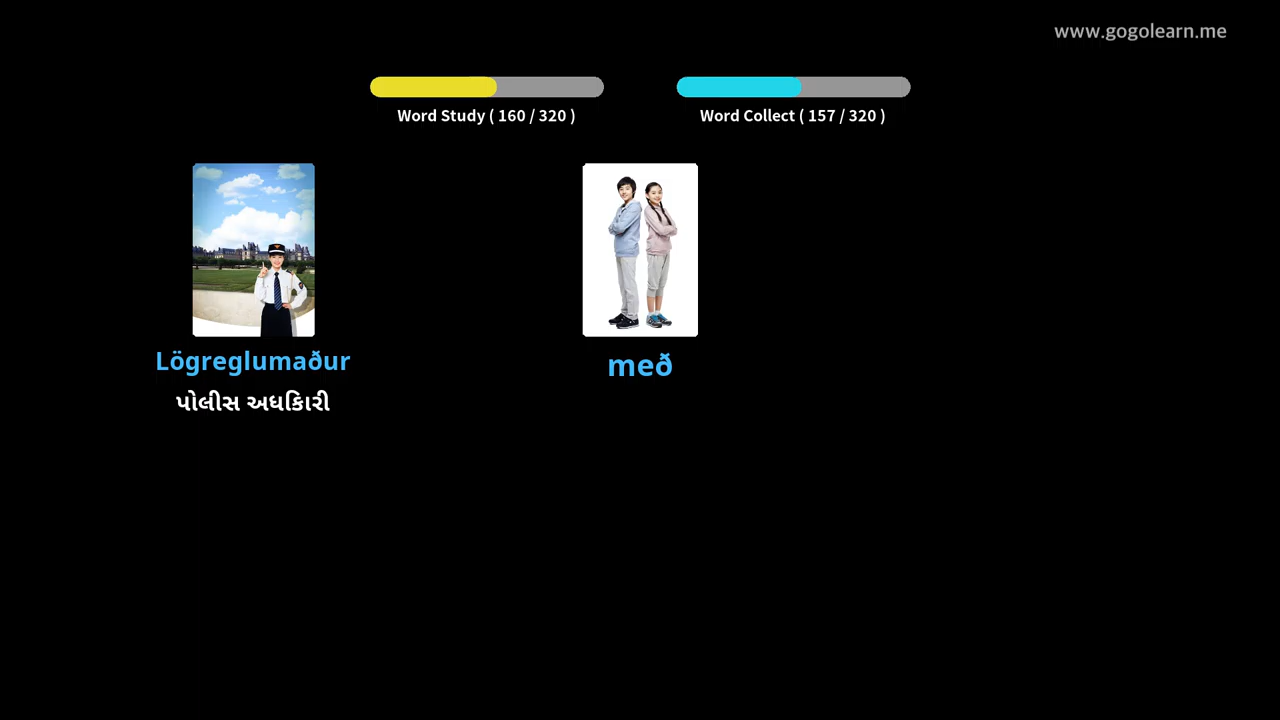 www.gogolearn.me
Word Study ( 160 / 320 )
Word Collect ( 157 / 320 )
Lögreglumaður
með
પોલીસ અધિકારી